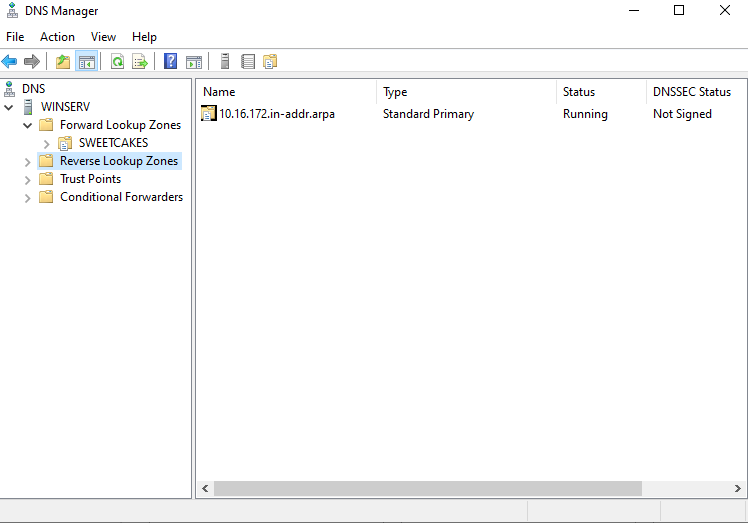 DNS Manager
File Action View Help
DNS
WINSERV
Forward Lookup Zones
SWEETCAKES
Reverse Lookup Zones
Trust Points
Conditional Forwarders
Name Type Status DNSSEC Status
10.16.172.in-addr.arpa Standard Primary Running Not Signed